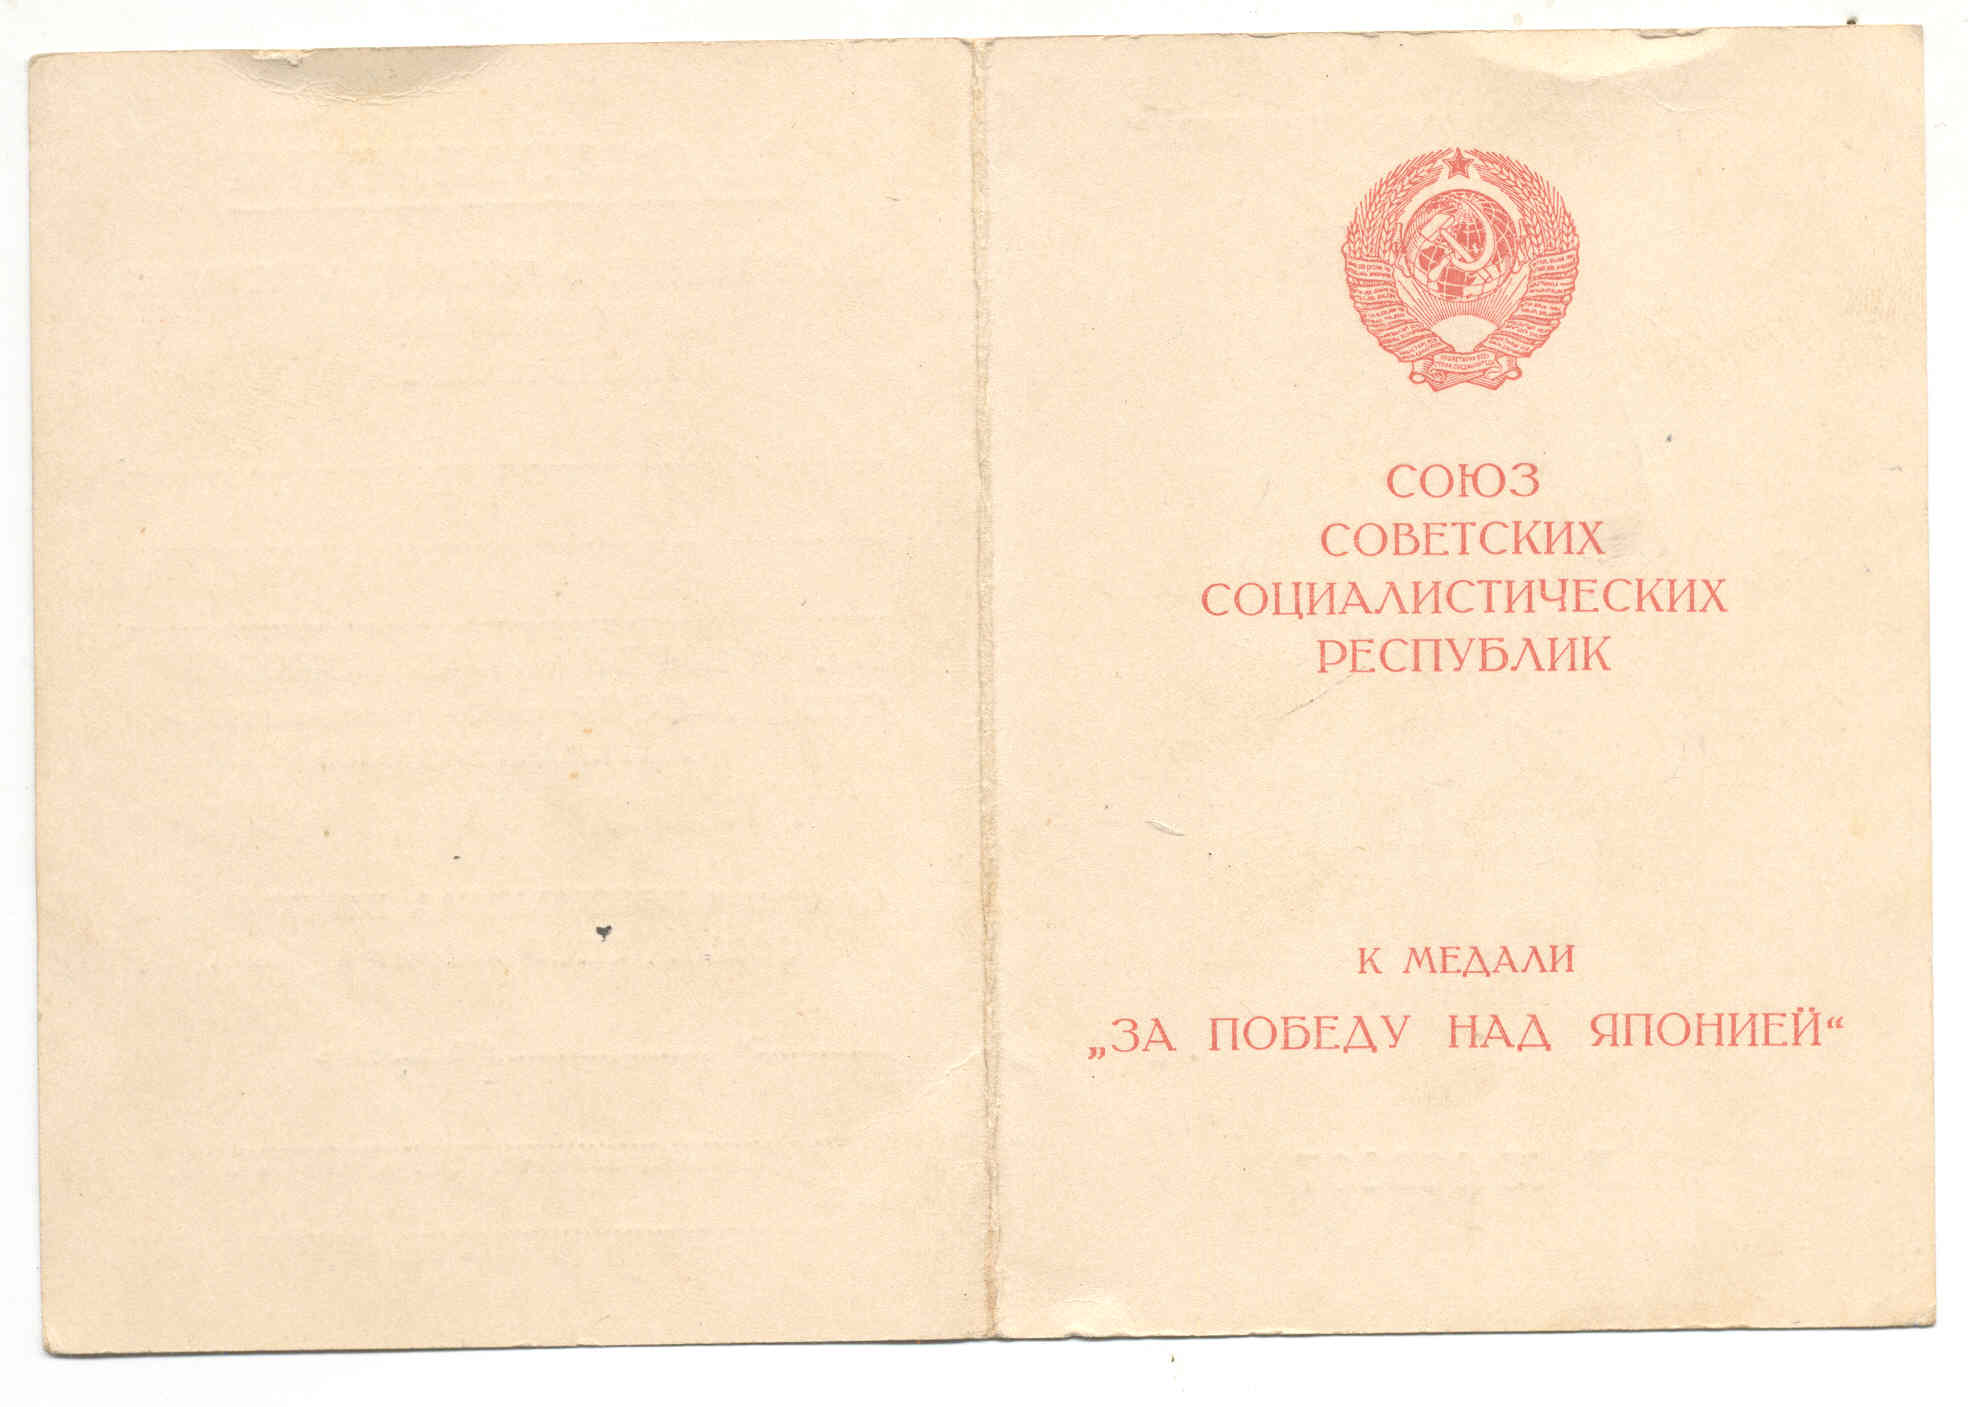 СОЮЗ
СОВЕТСКИХ
СОЦИАЛИСТИЧЕСКИХ
РЕСПУБЛИК
К МЕДАЛИ
„ЗА ПОБЕДУ НАД ЯПОНИЕЙ“